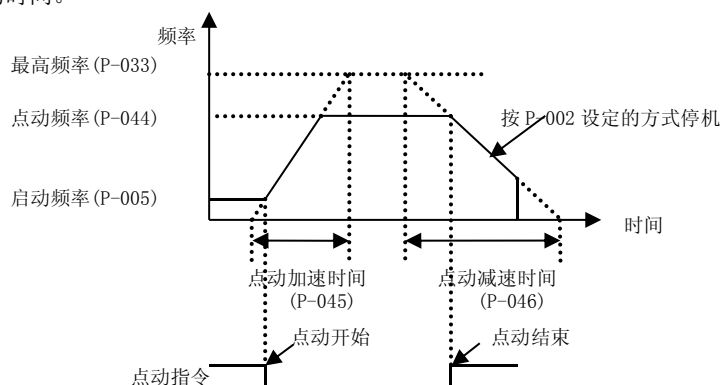 时间。
频率
最高频率(P-033)
点动频率(P-044)
按 P-002 设定的方式停机
启动频率(P-005)
时间
点动加速时间
(P-045)
点动减速时间
(P-046)
点动开始
点动结束
点动指令